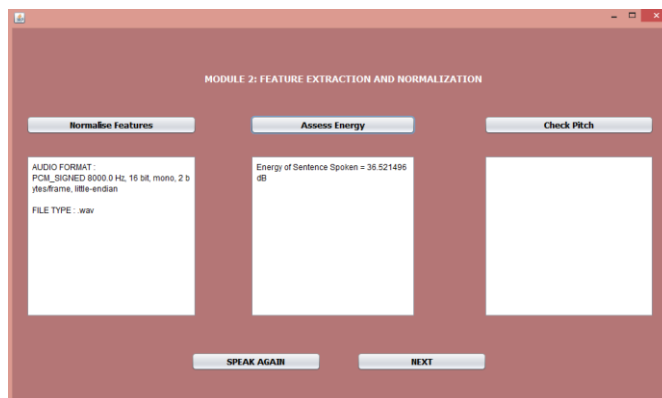 MODULE 2: FEATURE EXTRACTION AND NORMALIZATION
Normalise Features
Assess Energy
Check Pitch
AUDIO FORMAT :
PCM_SIGNED 8000.0 Hz, 16 bit, mono, 2 b
ytes/frame, little-endian
FILE TYPE : .wav
Energy of Sentence Spoken = 36.521496
dB
SPEAK AGAIN
NEXT